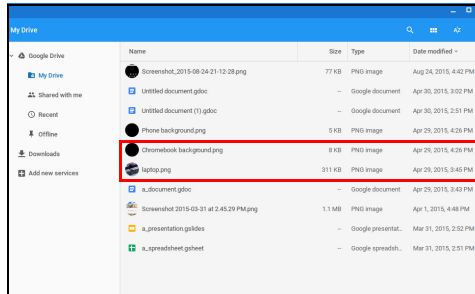 My Drive
Google Drive
My Drive
Shared with me
Recent
Offline
Downloads
Add new services
Name Size Type Date modified
Screenshot_2015-08-24-21-12-28.png 77 KB PNG image Aug 24, 2015, 4:42 PM
Untitled document.gdoc -- Google document Apr 30, 2015, 3:02 PM
Untitled document (1).gdoc -- Google document Apr 30, 2015, 2:51 PM
Phone background.png 5 KB PNG image Apr 29, 2015, 4:26 PM
Chromebook background.png 8 KB PNG image Apr 29, 2015, 4:26 PM
laptop.png 311 KB PNG image Apr 29, 2015, 3:45 PM
a_document.gdoc -- Google document Apr 29, 2015, 3:43 PM
Screenshot 2015-03-31 at 2.45.29 PM.png 1.1 MB PNG image Apr 1, 2015, 4:48 PM
a_presentation.gslides -- Google presentat... Mar 31, 2015, 2:52 PM
a_spreadsheet.gsheet -- Google spreadsh... Mar 31, 2015, 2:51 PM